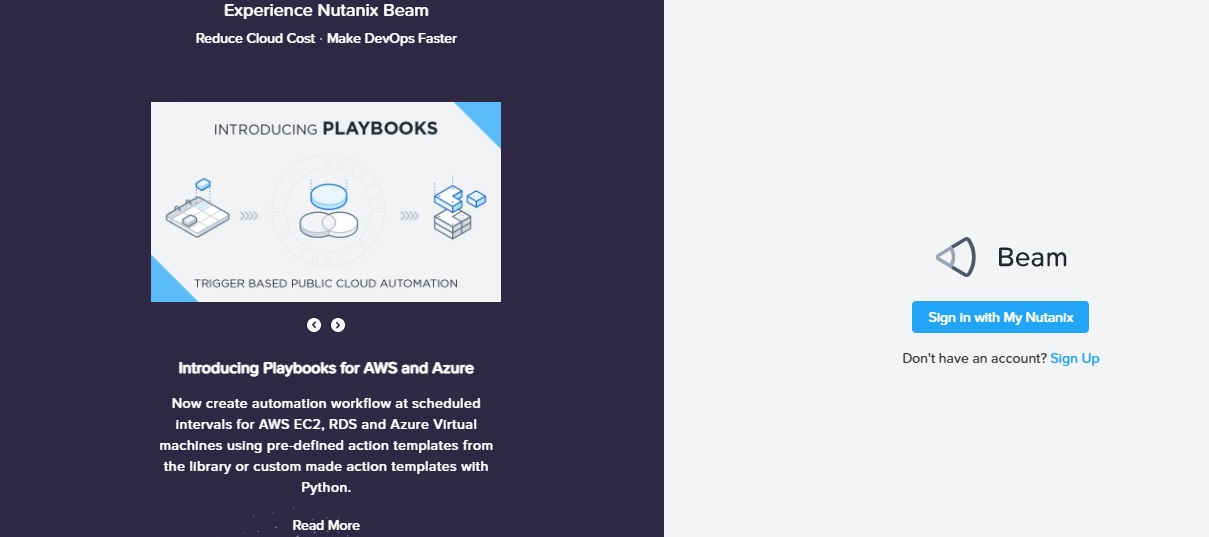 Experience Nutanix Beam
Reduce Cloud Cost · Make DevOps Faster
INTRODUCING PLAYBOOKS
TRIGGER BASED PUBLIC CLOUD AUTOMATION
Introducing Playbooks for AWS and Azure
Now create automation workflow at scheduled
intervals for AWS EC2, RDS and Azure Virtual
machines using pre-defined action templates from
the library or custom made action templates with
Python.
Read More
Beam
Sign in with My Nutanix
Don't have an account? Sign Up